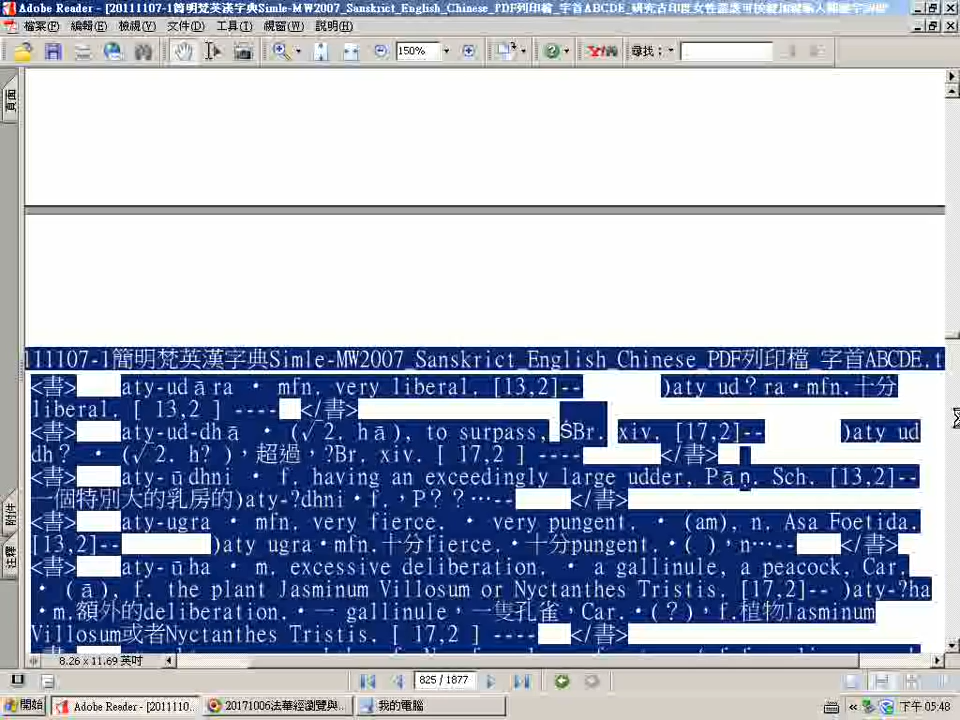 Adobe Reader - [20111107-1簡明梵英漢字典Simle-MW2007_Sanskrict_English_Chinese_PDF列印檔_字首ABCDE_研究古印度女性
檔案(F) 編輯(E) 檢視(V) 文件(D) 工具(T) 視窗(W) 說明(H)
150% 尋找:
頁面
111107-1簡明梵英漢字典Simle-MW2007_Sanskrict_English_Chinese_PDF列印檔_字首ABCDE.t
<書> aty-udāra • mfn. very liberal. [13,2]-- )aty ud?ra•mfn.十分
liberal. [ 13,2 ] ---- </書>
<書> aty-ud-dhā • (√2. hā), to surpass, ŚBr. xiv. [17,2]-- )aty ud
dh? • (√2. h?),超過,?Br. xiv. [ 17,2 ] ---- </書>
<書> aty-ūdhni • f. having an exceedingly large udder, Pāṇ. Sch. [13,2]--
一個特別大的乳房的)aty-?dhni•f.,P??…-- </書>
<書> aty-ugra • mfn. very fierce. • very pungent. • (am), n. Asa Foetida.
[13,2]-- )aty ugra•mfn.十分fierce.•十分pungent.•( ),n…-- </書>
<書> aty-ūha • m. excessive deliberation. • a gallinule, a peacock, Car.
• (ā), f. the plant Jasminum Villosum or Nyctanthes Tristis. [17,2]-- )aty-?ha
•m.額外的deliberation.•一 gallinule,一隻孔雀,Car.•(?),f.植物Jasminum
Villosum或者Nyctanthes Tristis. [ 17,2 ] ---- </書>
附件
注釋
8.26 x 11.69 英吋
825 / 1877
開始 Adobe Reader - [2011110... 20171006法華經瀏覽與... 我的電腦 下午 05:48